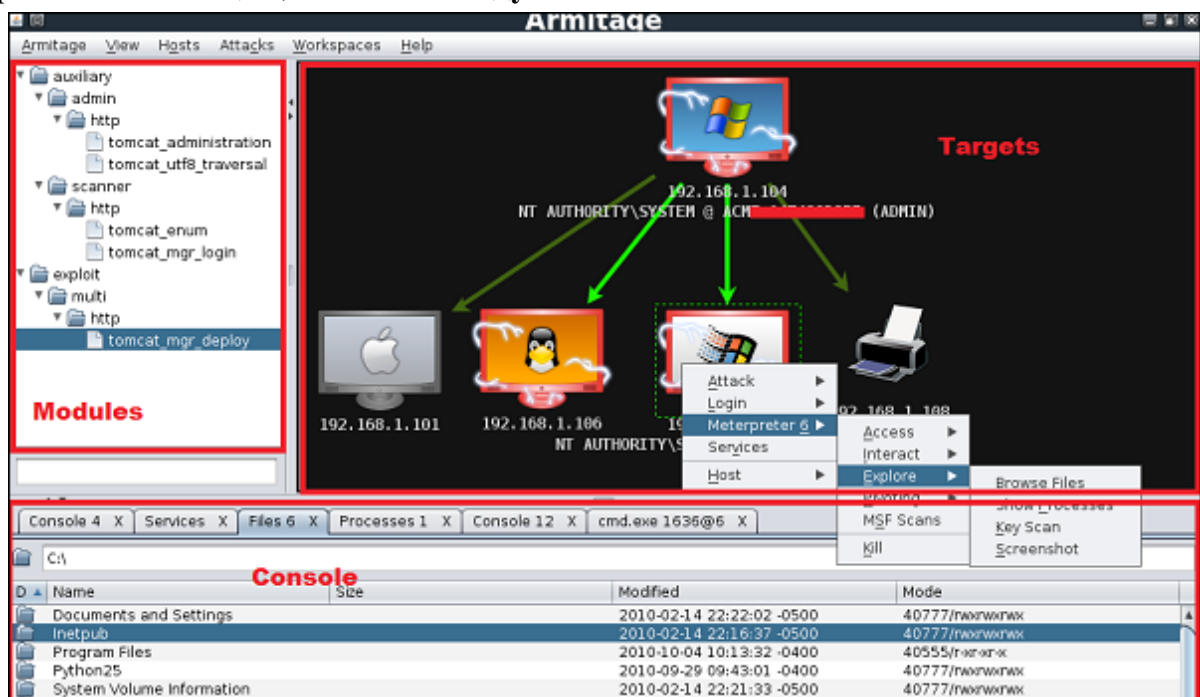 Armitage
Armitage View Hosts Attacks Workspaces Help
auxiliary
admin
http
tomcat_administration
tomcat_utf8_traversal
scanner
http
tomcat_enum
tomcat_mgr_login
exploit
multi
http
tomcat_mgr_deploy
Modules
Targets
192.168.1.104
NT AUTHORITY\SYSTEM @ (ADMIN)
192.168.1.101
192.168.1.106
NT
Attack
Login
Meterpreter 6
Services
Host
Access
Interact
Explore
Pivoting
MSF Scans
Kill
Browse Files
Show Processes
Key Scan
Screenshot
Console 4 X Services X Files 6 X Processes 1 X Console 12 X cmd.exe 1636@6 X
C:\
Console
D Name Size Modified Mode
Documents and Settings 2010-02-14 22:22:02 -0500 40777/rwxrwxrwx
Inetpub 2010-02-14 22:16:37 -0500 40777/rwxrwxrwx
Program Files 2010-10-04 10:13:32 -0400 40555/r-xr-xr-x
Python25 2010-09-29 09:43:01 -0400 40777/rwxrwxrwx
System Volume Information 2010-02-14 22:21:33 -0500 40777/rwxrwxrwx